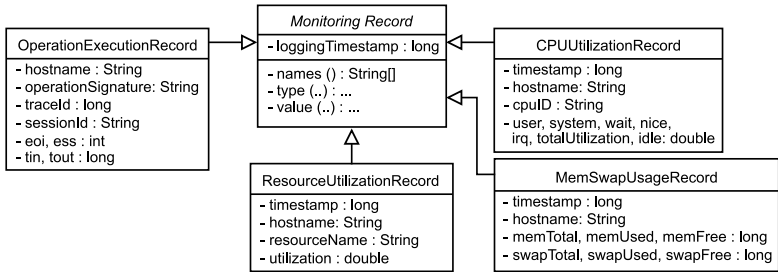 Monitoring Record
- loggingTimestamp : long
- names () : String[]
- type (..) : ...
- value (..) : ...
OperationExecutionRecord
- hostname : String
- operationSignature: String
- traceId : long
- sessionId : String
- eoi, ess : int
- tin, tout : long
CPUUtilizationRecord
- timestamp : long
- hostname: String
- cpuID : String
- user, system, wait, nice,
irq, totalUtilization, idle: double
ResourceUtilizationRecord
- timestamp : long
- hostname: String
- resourceName : String
- utilization : double
MemSwapUsageRecord
- timestamp : long
- hostname: String
- memTotal, memUsed, memFree : long
- swapTotal, swapUsed, swapFree : long